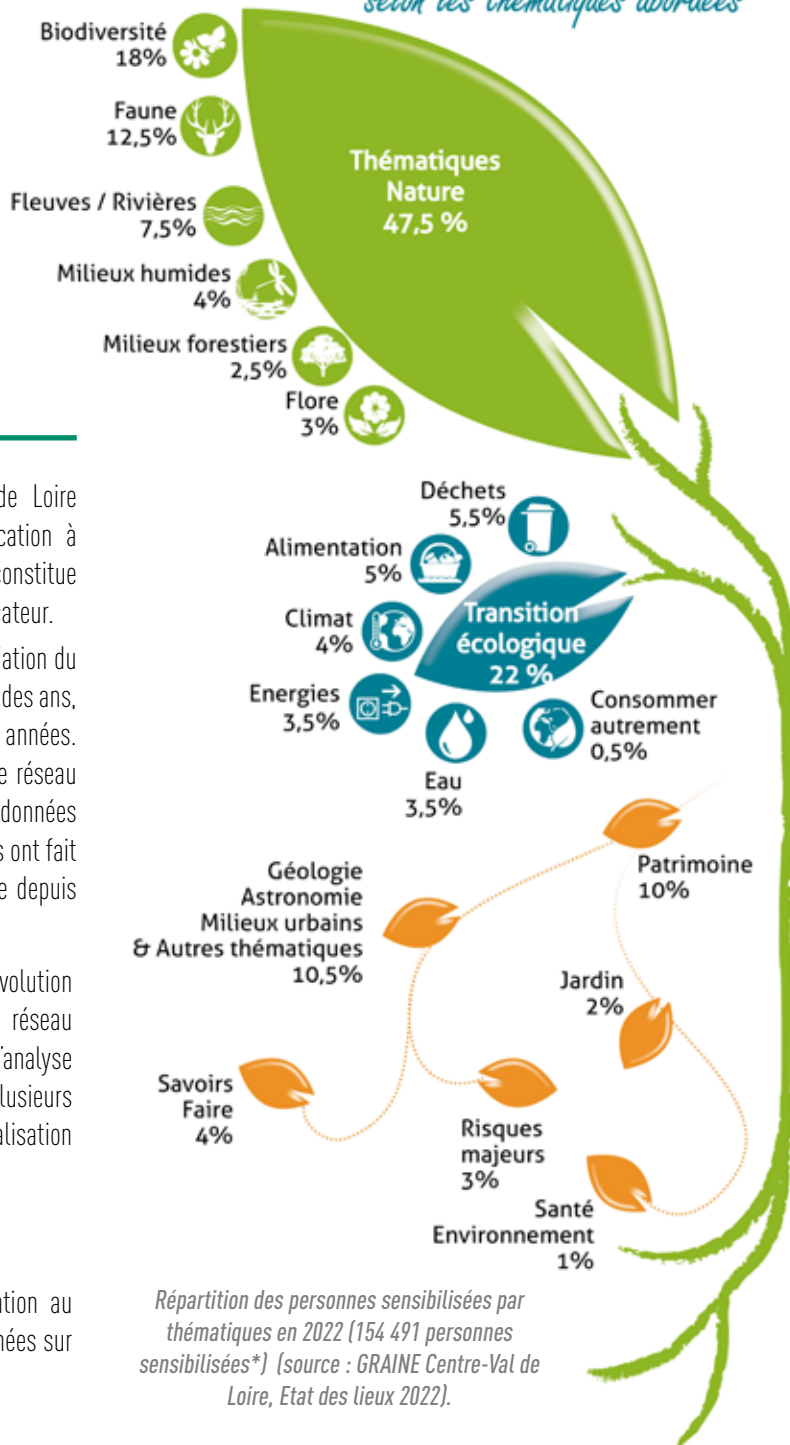 selon les thématiques abordées
Biodiversité
18%
Faune
12,5%
Fleuves / Rivières
7,5%
Milieux humides
4%
Milieux forestiers
2,5%
Flore
3%
Thématiques
Nature
47,5 %
de Loire
cation à
constitue
cateur.
ation du
des ans,
années.
e réseau
données
s ont fait
e depuis
volution
réseau
'analyse
lusieurs
alisation
ation au
nées sur
Déchets
5,5%
Alimentation
5%
Climat
4%
Energies
3,5%
Eau
3,5%
Transition
écologique
22 %
Consommer
autrement
0,5%
Patrimoine
10%
Géologie
Astronomie
Milieux urbains
& Autres thématiques
10,5%
Jardin
2%
Savoirs
Faire
4%
Risques
majeurs
3%
Santé
Environnement
1%
Répartition des personnes sensibilisées par
thématiques en 2022 (154 491 personnes
sensibilisées*) (source : GRAINE Centre-Val de
Loire, Etat des lieux 2022).